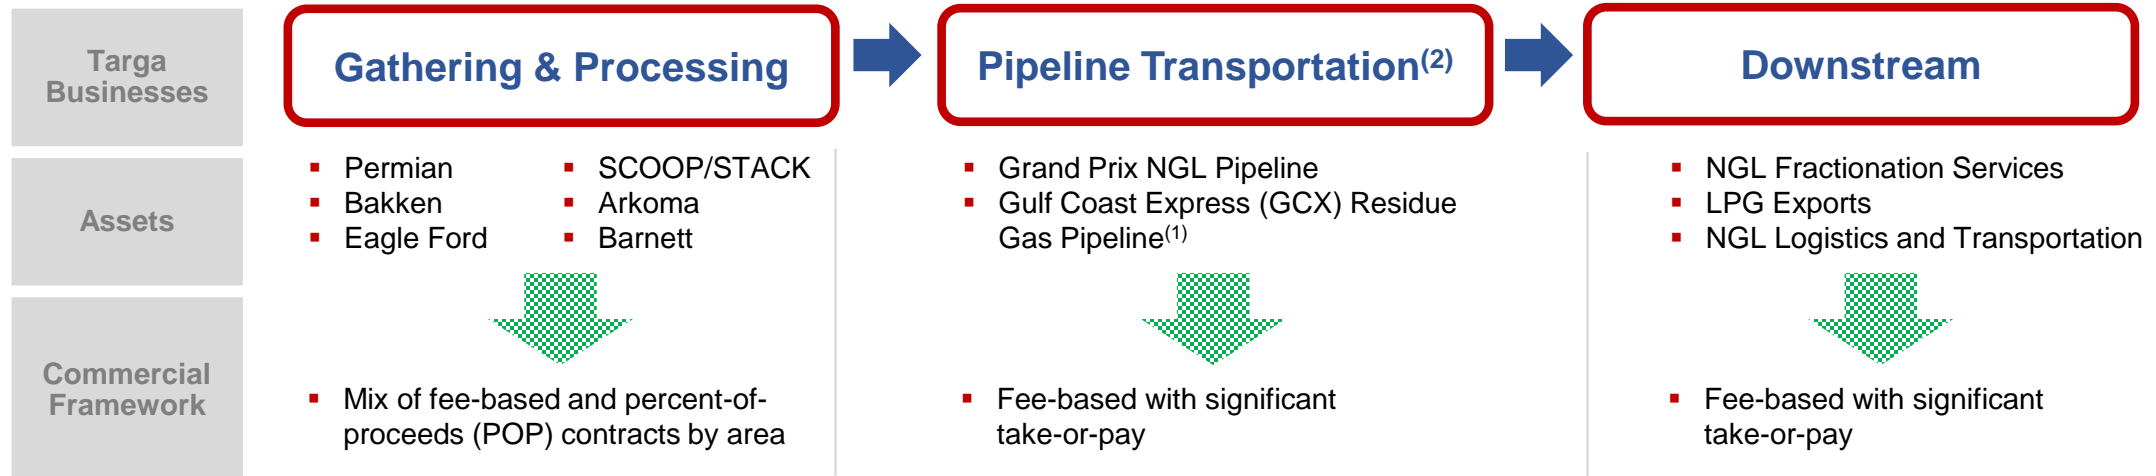 Targa
Businesses
Gathering & Processing
Pipeline Transportation(2)
Downstream
Assets
▪ Permian
▪ Bakken
▪ Eagle Ford
▪ SCOOP/STACK
▪ Arkoma
▪ Barnett
▪ Grand Prix NGL Pipeline
▪ Gulf Coast Express (GCX) Residue
Gas Pipeline(1)
▪ NGL Fractionation Services
▪ LPG Exports
▪ NGL Logistics and Transportation
Commercial
Framework
▪ Mix of fee-based and percent-of-
proceeds (POP) contracts by area
▪ Fee-based with significant
take-or-pay
▪ Fee-based with significant
take-or-pay